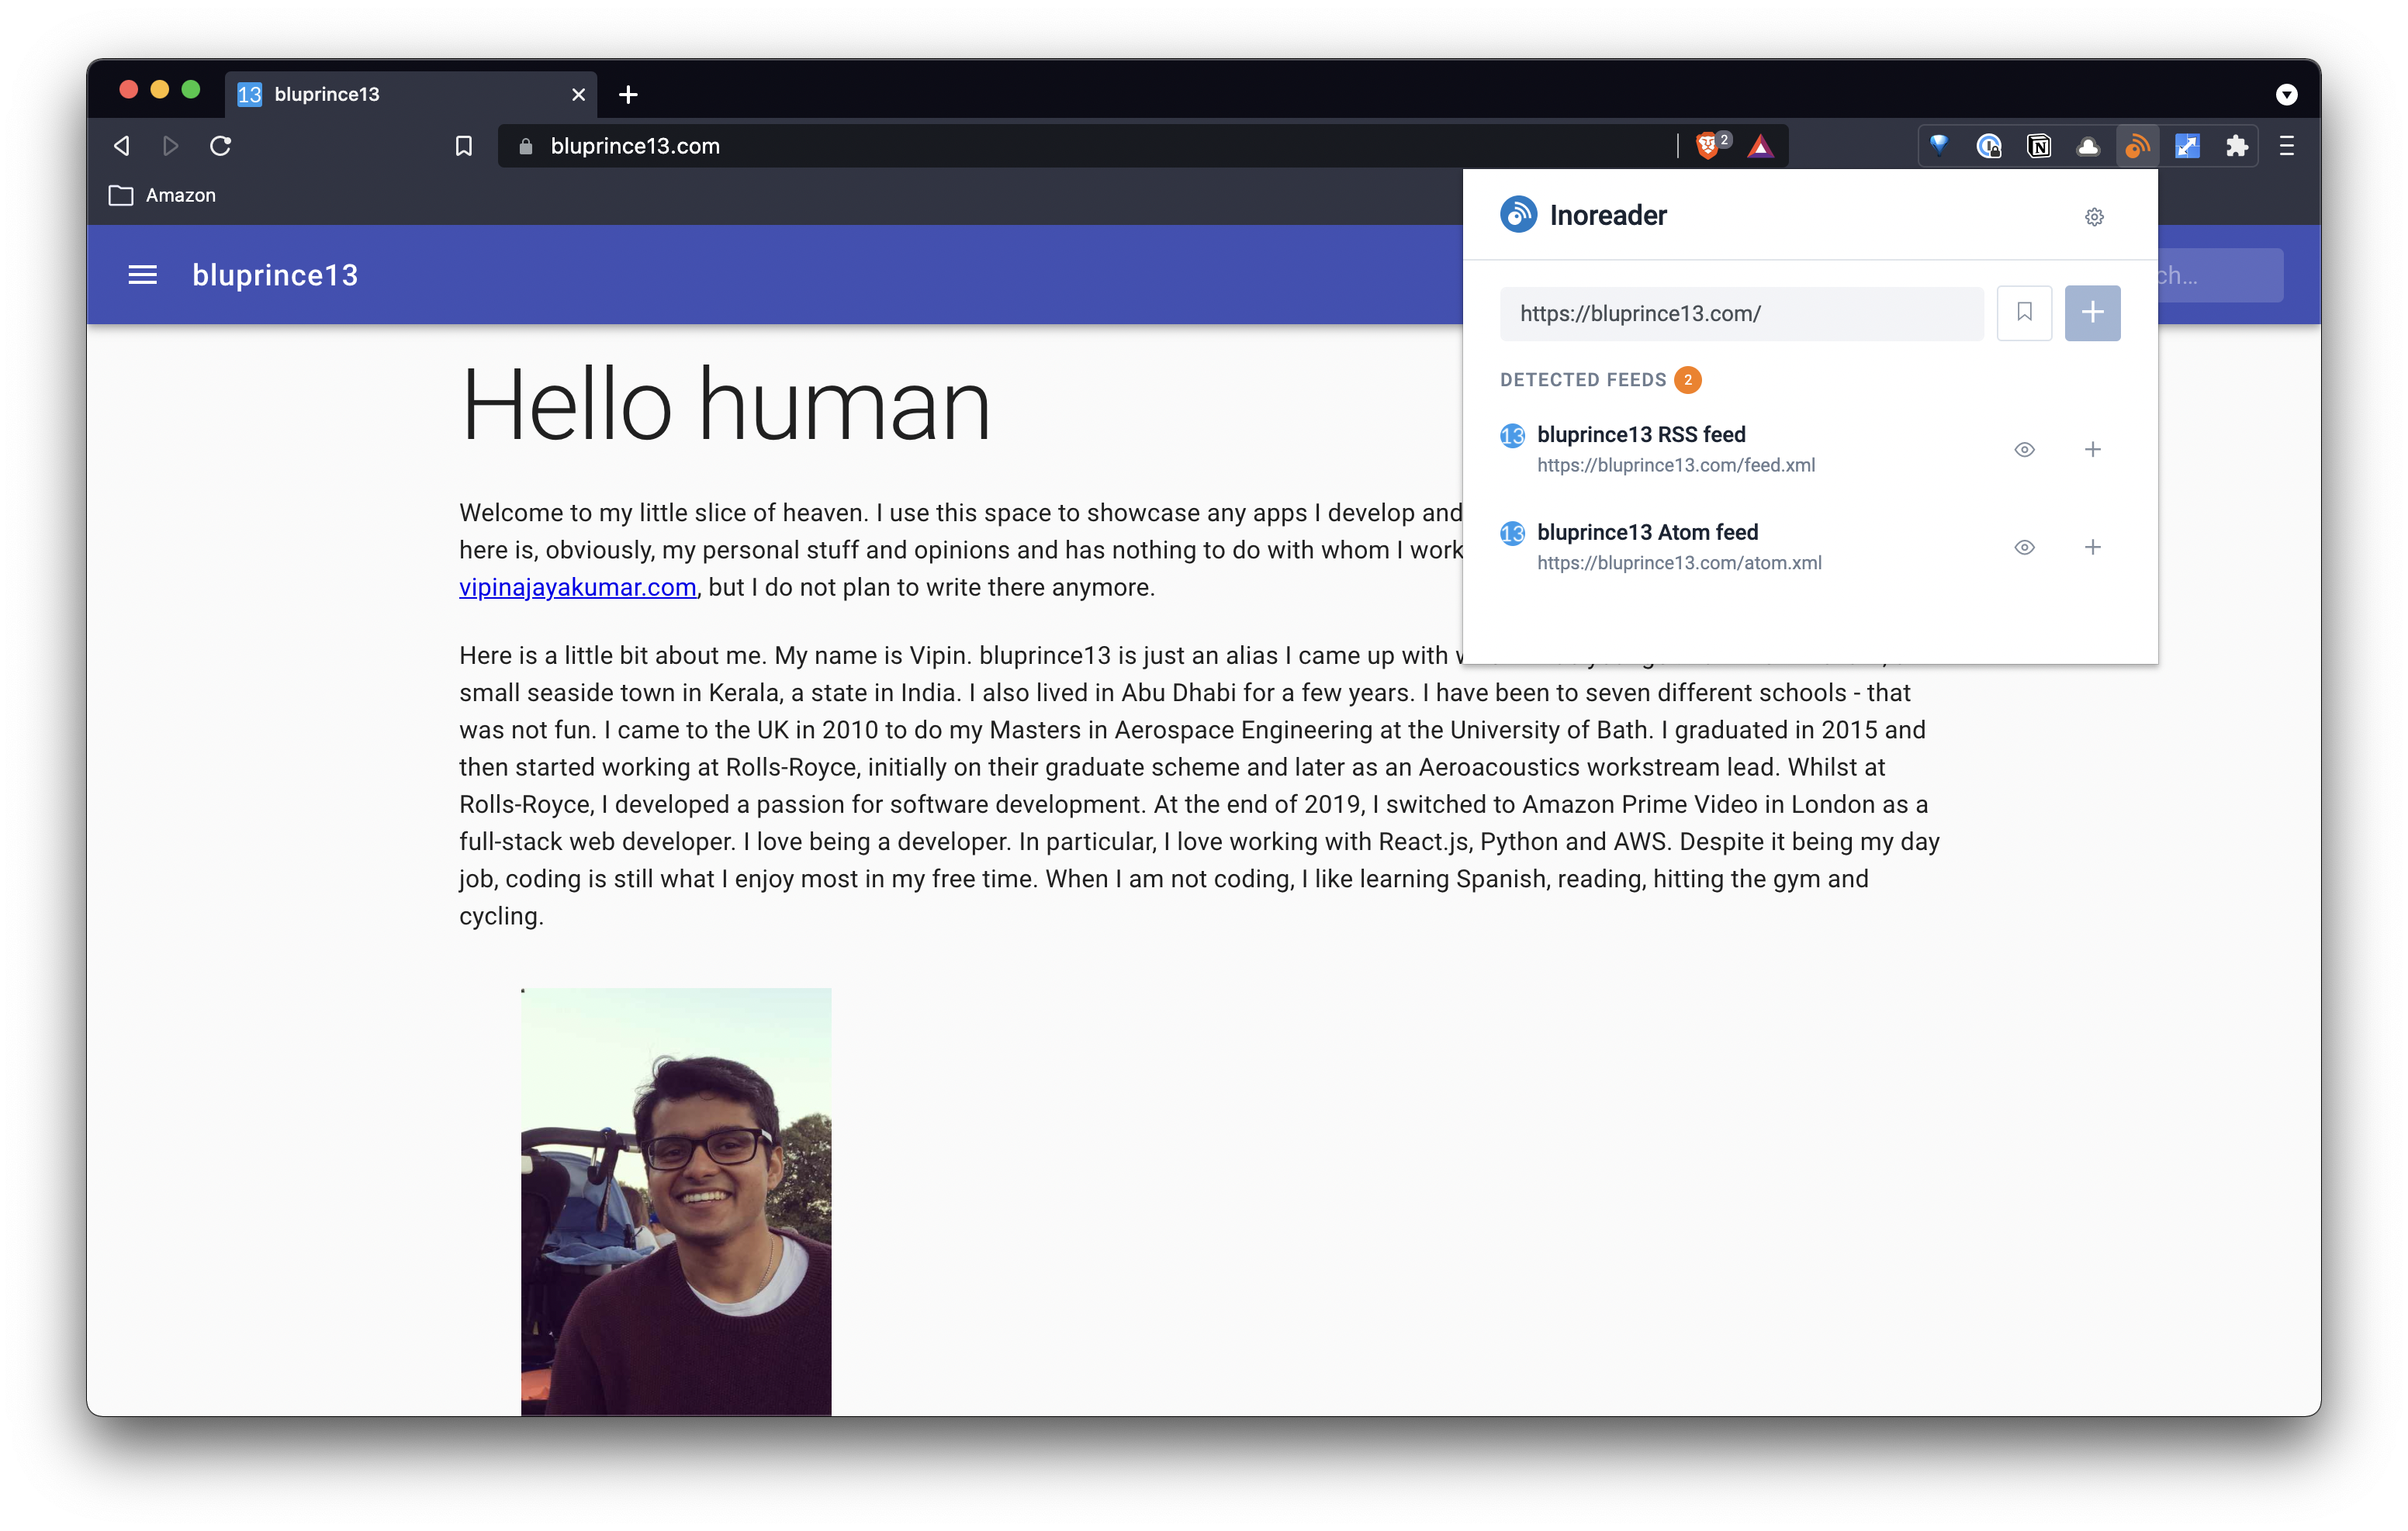 13 bluprince13
bluprince13.com
2
Amazon
Inoreader
bluprince13
ch...
https://bluprince13.com/
DETECTED FEEDS 2
13 bluprince13 RSS feed
https://bluprince13.com/feed.xml
13 bluprince13 Atom feed
https://bluprince13.com/atom.xml
Hello human
Welcome to my little slice of heaven. I use this space to showcase any apps I develop and
here is, obviously, my personal stuff and opinions and has nothing to do with whom I work
vipinajayakumar.com, but I do not plan to write there anymore.
Here is a little bit about me. My name is Vipin. bluprince13 is just an alias I came up with
small seaside town in Kerala, a state in India. I also lived in Abu Dhabi for a few years. I have been to seven different schools - that
was not fun. I came to the UK in 2010 to do my Masters in Aerospace Engineering at the University of Bath. I graduated in 2015 and
then started working at Rolls-Royce, initially on their graduate scheme and later as an Aeroacoustics workstream lead. Whilst at
Rolls-Royce, I developed a passion for software development. At the end of 2019, I switched to Amazon Prime Video in London as a
full-stack web developer. I love being a developer. In particular, I love working with React.js, Python and AWS. Despite it being my day
job, coding is still what I enjoy most in my free time. When I am not coding, I like learning Spanish, reading, hitting the gym and
cycling.